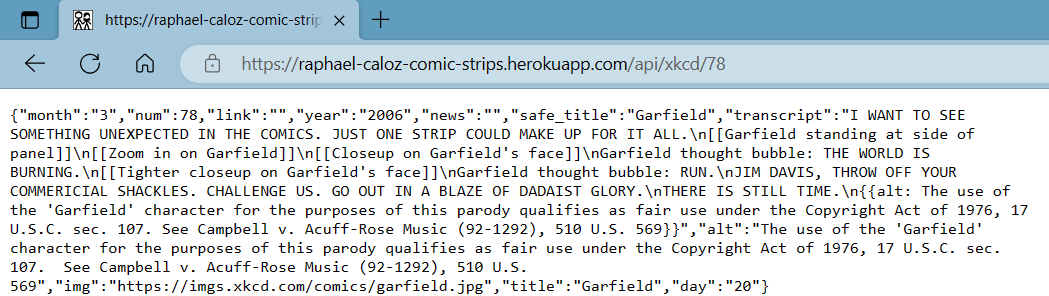 https://raphael-caloz-comic-strip
https://raphael-caloz-comic-strips.herokuapp.com/api/xkcd/78
{"month":"3","num":78,"link":"","year":"2006","news":"","safe_title":"Garfield","transcript":"I WANT TO SEE
SOMETHING UNEXPECTED IN THE COMICS. JUST ONE STRIP COULD MAKE UP FOR IT ALL.\n[[Garfield standing at side of
panel]]\n[[Zoom in on Garfield]]\n[[Closeup on Garfield's face]]\nGarfield thought bubble: THE WORLD IS
BURNING.\n[[Tighter closeup on Garfield's face]]\nGarfield thought bubble: RUN.\nJIM DAVIS, THROW OFF YOUR
COMMERICIAL SHACKLES. CHALLENGE US. GO OUT IN A BLAZE OF DADAIST GLORY.\nTHERE IS STILL TIME.\n{{alt: The use of
the 'Garfield' character for the purposes of this parody qualifies as fair use under the Copyright Act of 1976, 17
U.S.C. sec. 107. See Campbell v. Acuff-Rose Music (92-1292), 510 U.S. 569}}","alt":"The use of the 'Garfield'
character for the purposes of this parody qualifies as fair use under the Copyright Act of 1976, 17 U.S.C. sec.
107.  See Campbell v. Acuff-Rose Music (92-1292), 510 U.S.
569","img":"https://imgs.xkcd.com/comics/garfield.jpg","title":"Garfield","day":"20"}